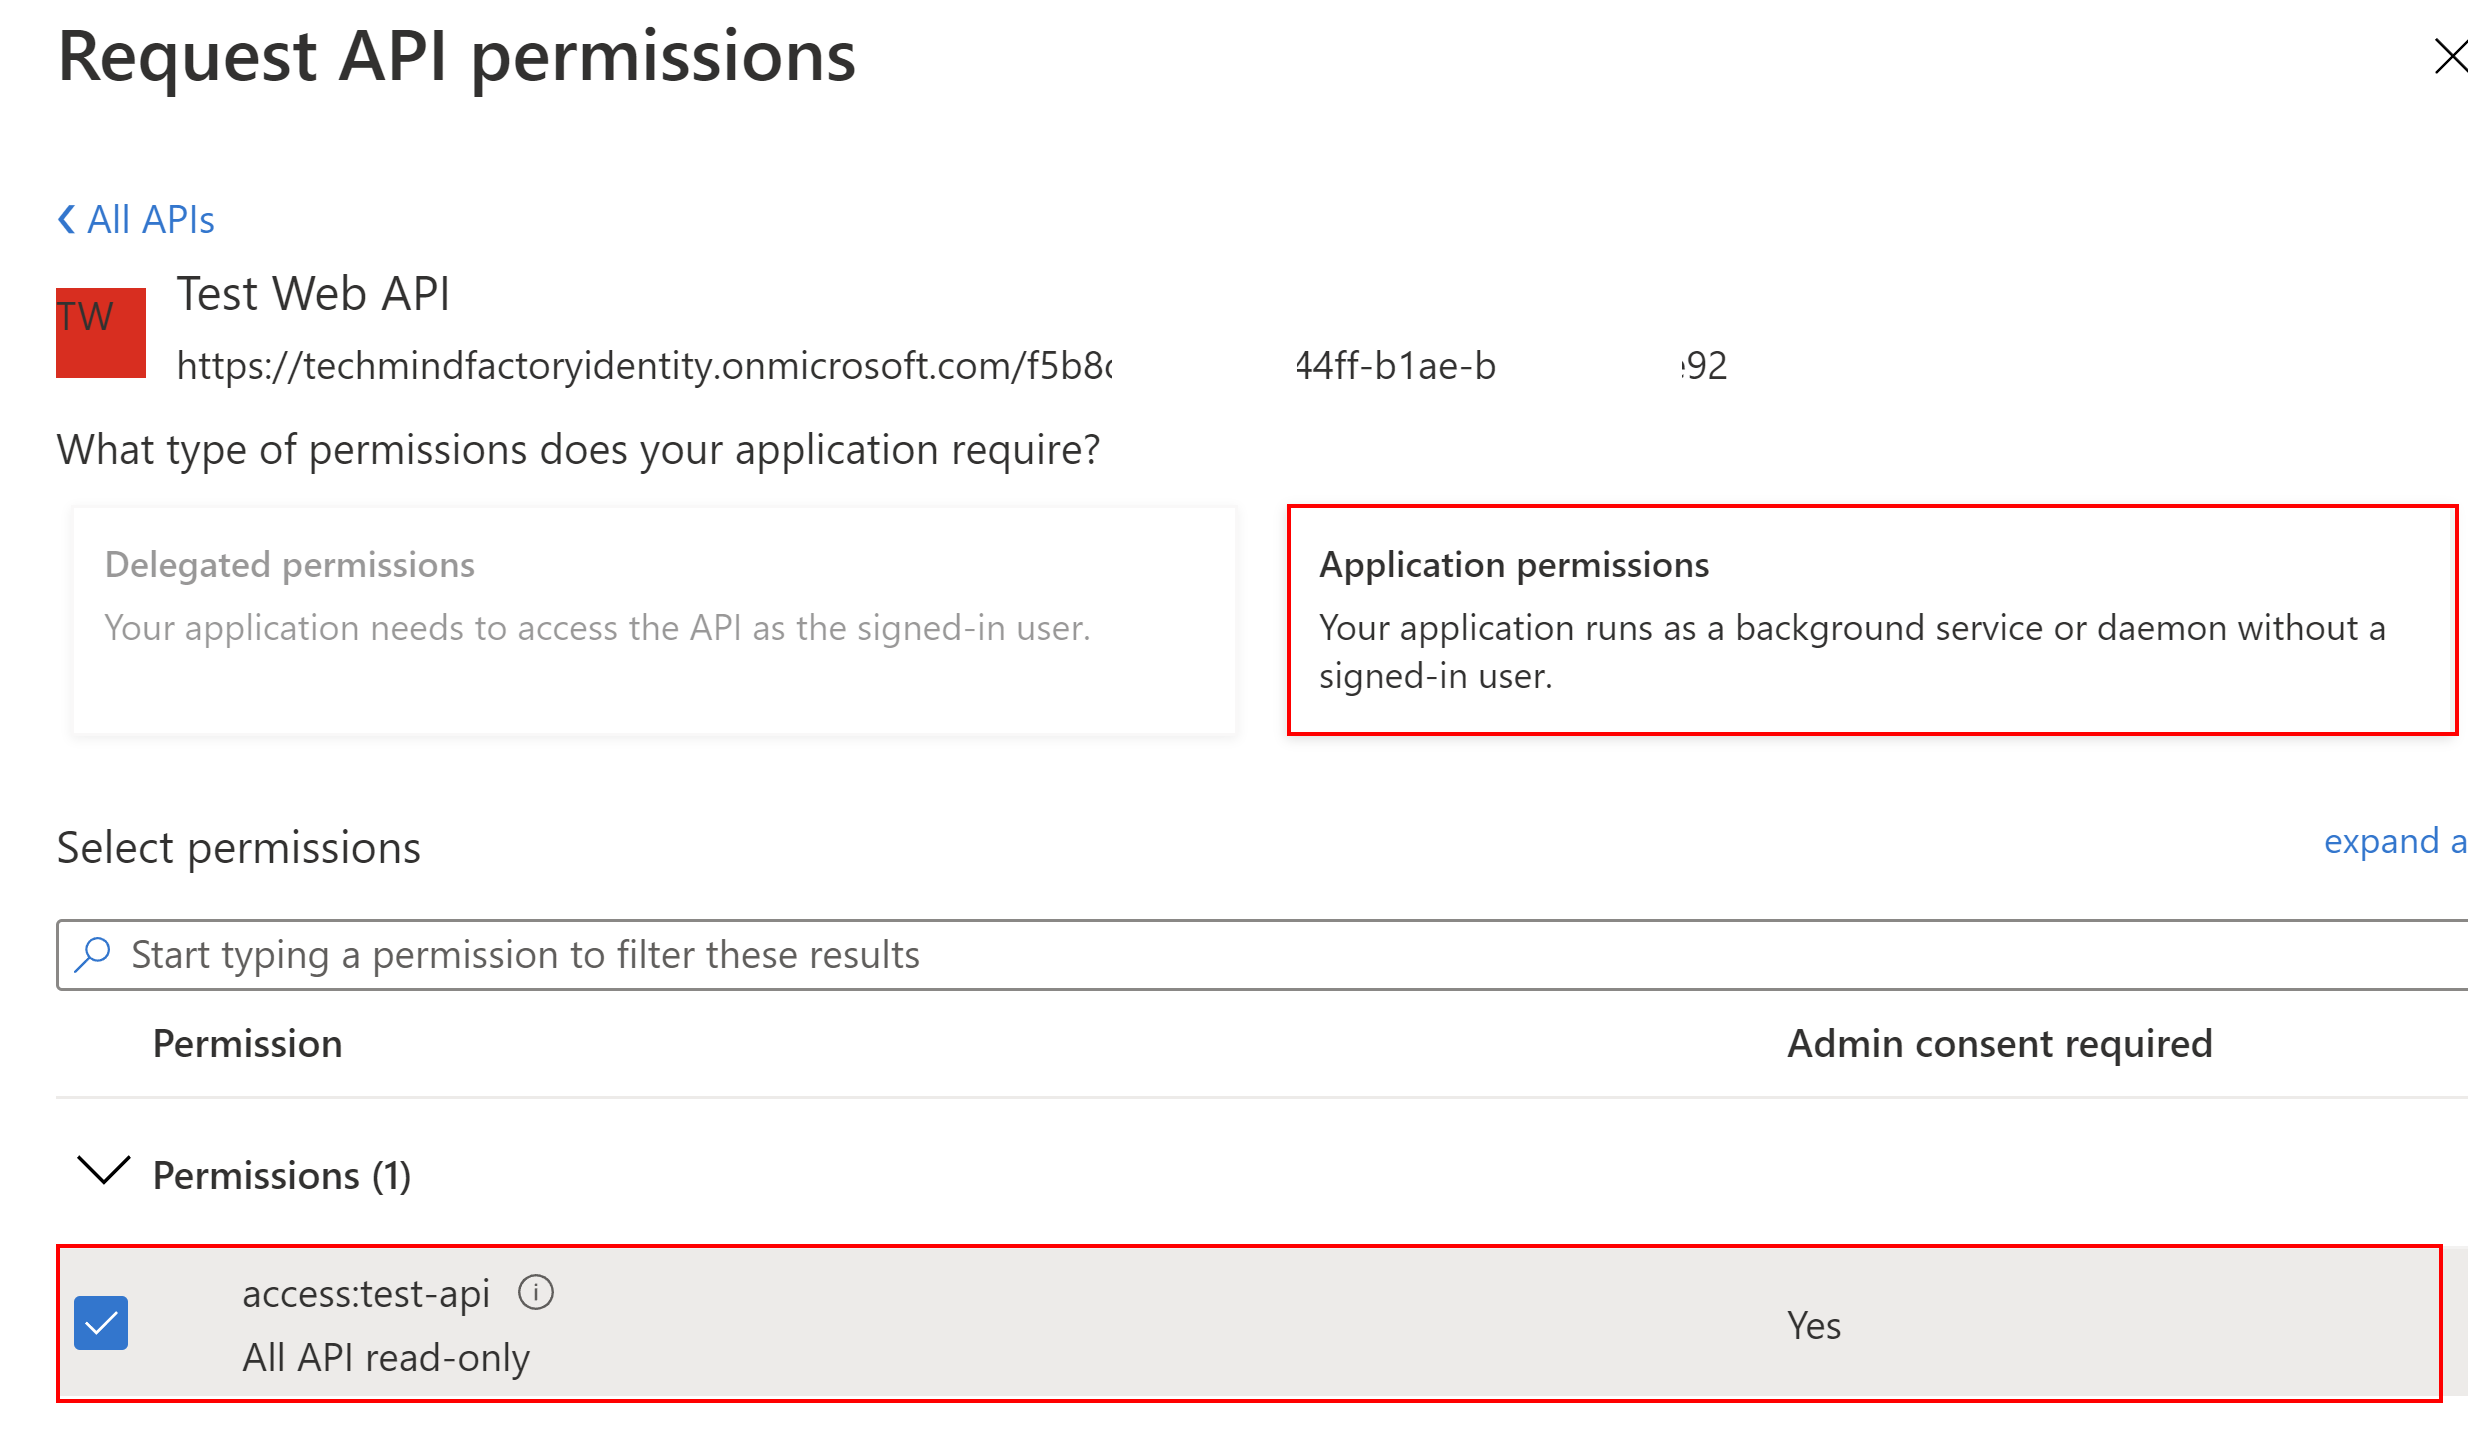 Request API permissions
All APIs
TW
Test Web API
https://techmindfactoryidentity.onmicrosoft.com/f5b8 44ff-b1ae-b e92
What type of permissions does your application require?
Delegated permissions
Your application needs to access the API as the signed-in user.
Application permissions
Your application runs as a background service or daemon without a
signed-in user.
Select permissions
expand a
Start typing a permission to filter these results
Permission
Admin consent required
Permissions (1)
access:test-api
All API read-only
Yes